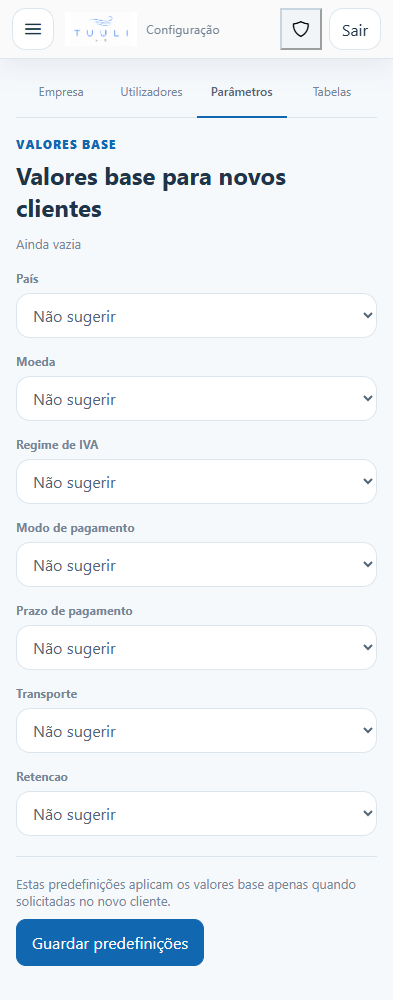 TUULI
Configuração
Sair
Empresa
Utilizadores
Parâmetros
Tabelas
VALORES BASE
Valores base para novos
clientes
Ainda vazia
País
Não sugerir
Moeda
Não sugerir
Regime de IVA
Não sugerir
Modo de pagamento
Não sugerir
Prazo de pagamento
Não sugerir
Transporte
Não sugerir
Retencao
Não sugerir
Estas predefinições aplicam os valores base apenas quando
solicitadas no novo cliente.
Guardar predefinições